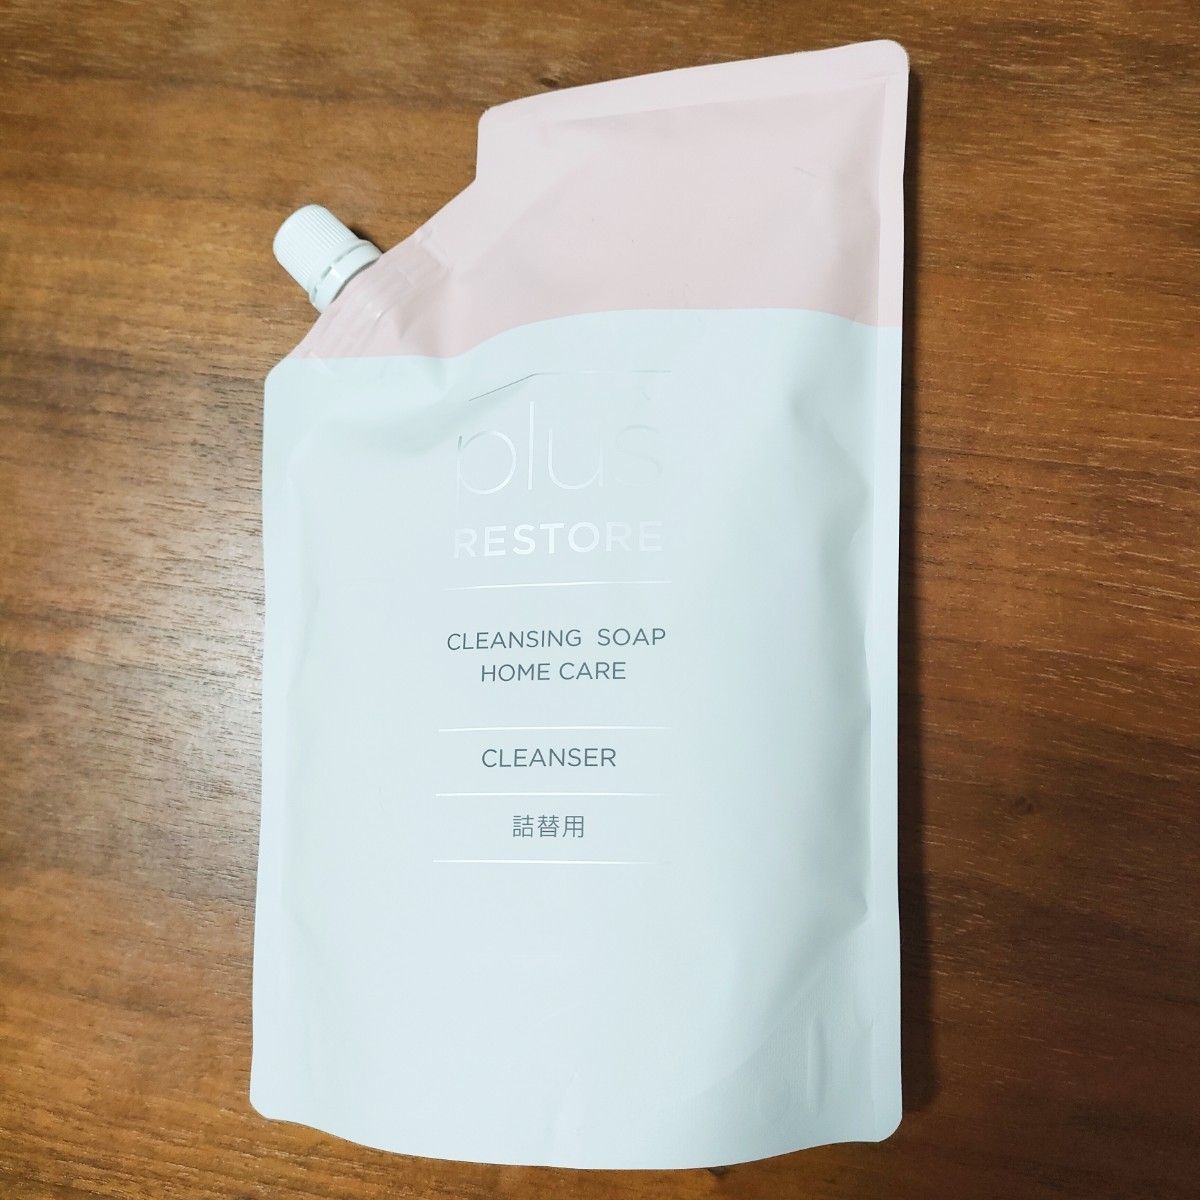 plus
RESTORE
CLEANSING SOAP
HOME CARE
CLEANSER
詰替用